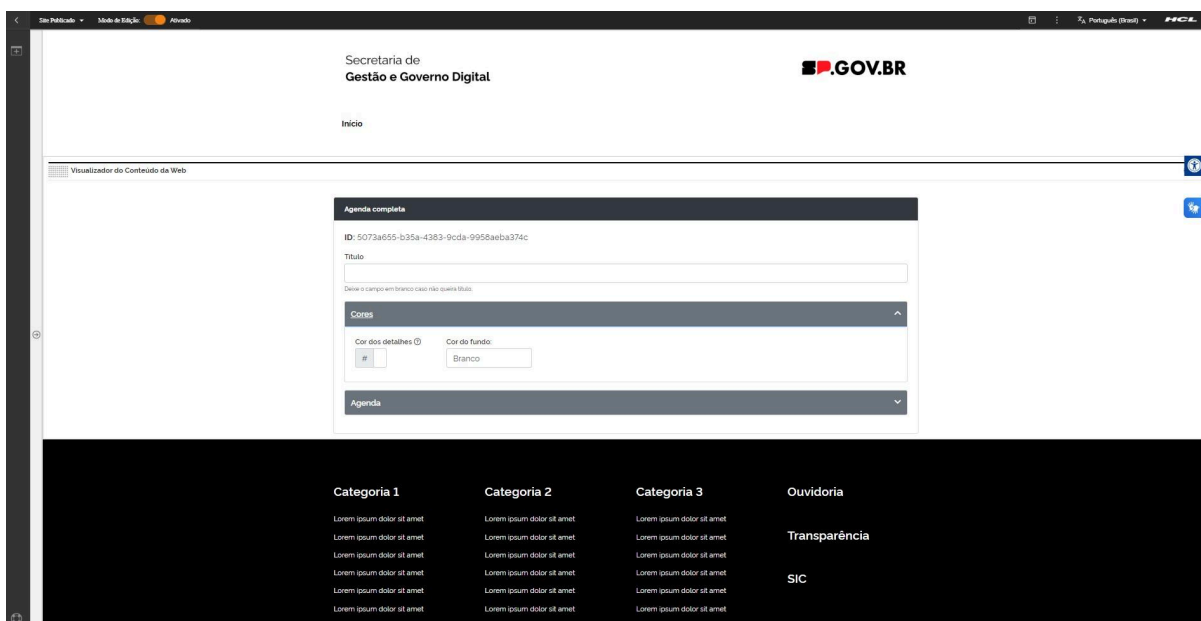 Site Publicado Modo de Edição: Ativado Português (Brasil) HCL
Secretaria de
Gestão e Governo Digital
SP.GOV.BR
Início
Visualizador do Conteúdo da Web
Agenda completa
ID: 5073a655-b35a-4383-9cda-9958aeba374c
Título
Deixe o campo em branco caso não queira título.
Cores
Cor dos detalhes Cor do fundo:
# Branco
Agenda
Categoria 1 Categoria 2 Categoria 3 Ouvidoria
Lorem ipsum dolor sit amet Lorem ipsum dolor sit amet Lorem ipsum dolor sit amet
Lorem ipsum dolor sit amet Lorem ipsum dolor sit amet Lorem ipsum dolor sit amet Transparência
Lorem ipsum dolor sit amet Lorem ipsum dolor sit amet Lorem ipsum dolor sit amet
Lorem ipsum dolor sit amet Lorem ipsum dolor sit amet Lorem ipsum dolor sit amet SIC
Lorem ipsum dolor sit amet Lorem ipsum dolor sit amet Lorem ipsum dolor sit amet
Lorem ipsum dolor sit amet Lorem ipsum dolor sit amet Lorem ipsum dolor sit amet